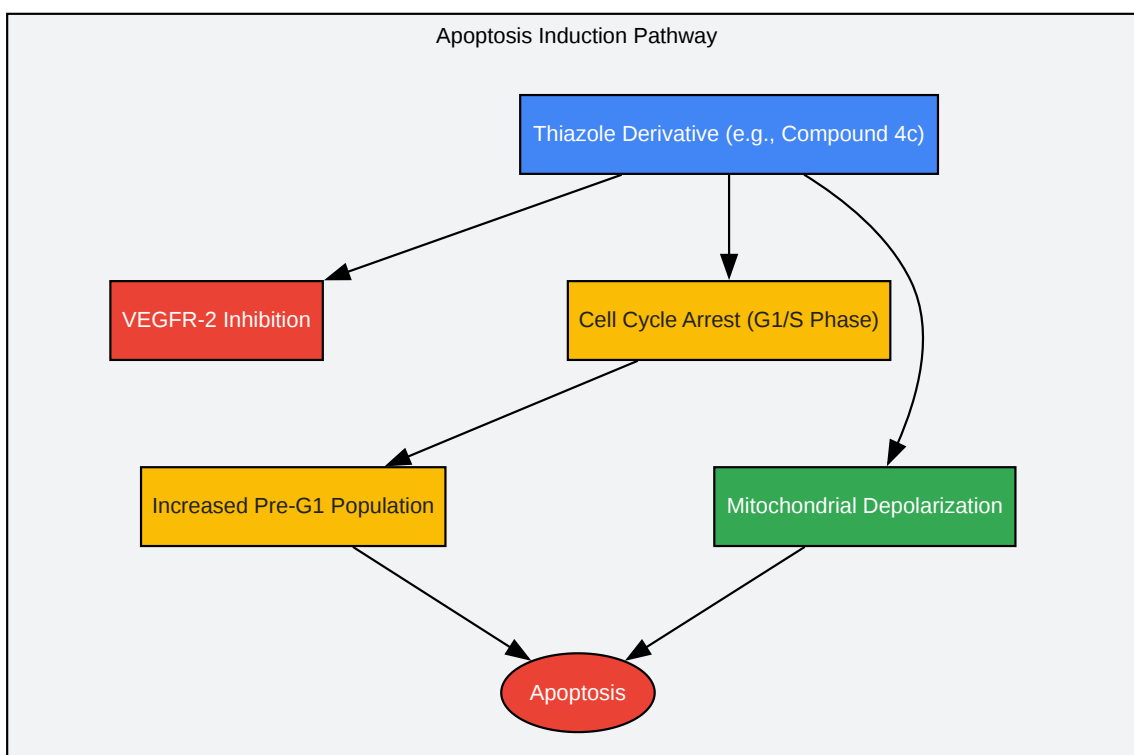 Apoptosis Induction Pathway
Thiazole Derivative (e.g., Compound 4c)
VEGFR-2 Inhibition
Cell Cycle Arrest (G1/S Phase)
Increased Pre-G1 Population
Mitochondrial Depolarization
Apoptosis